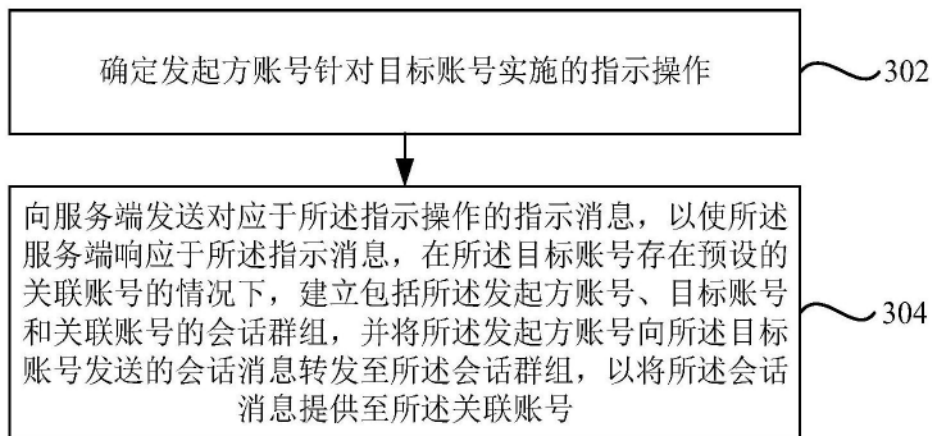 确定发起方账号针对目标账号实施的指示操作
302
向服务端发送对应于所述指示操作的指示消息，以使所述
服务端响应于所述指示消息，在所述目标账号存在预设的
关联账号的情况下，建立包括所述发起方账号、目标账号
和关联账号的会话群组，并将所述发起方账号向所述目标
账号发送的会话消息转发至所述会话群组，以将所述会话
消息提供至所述关联账号
304